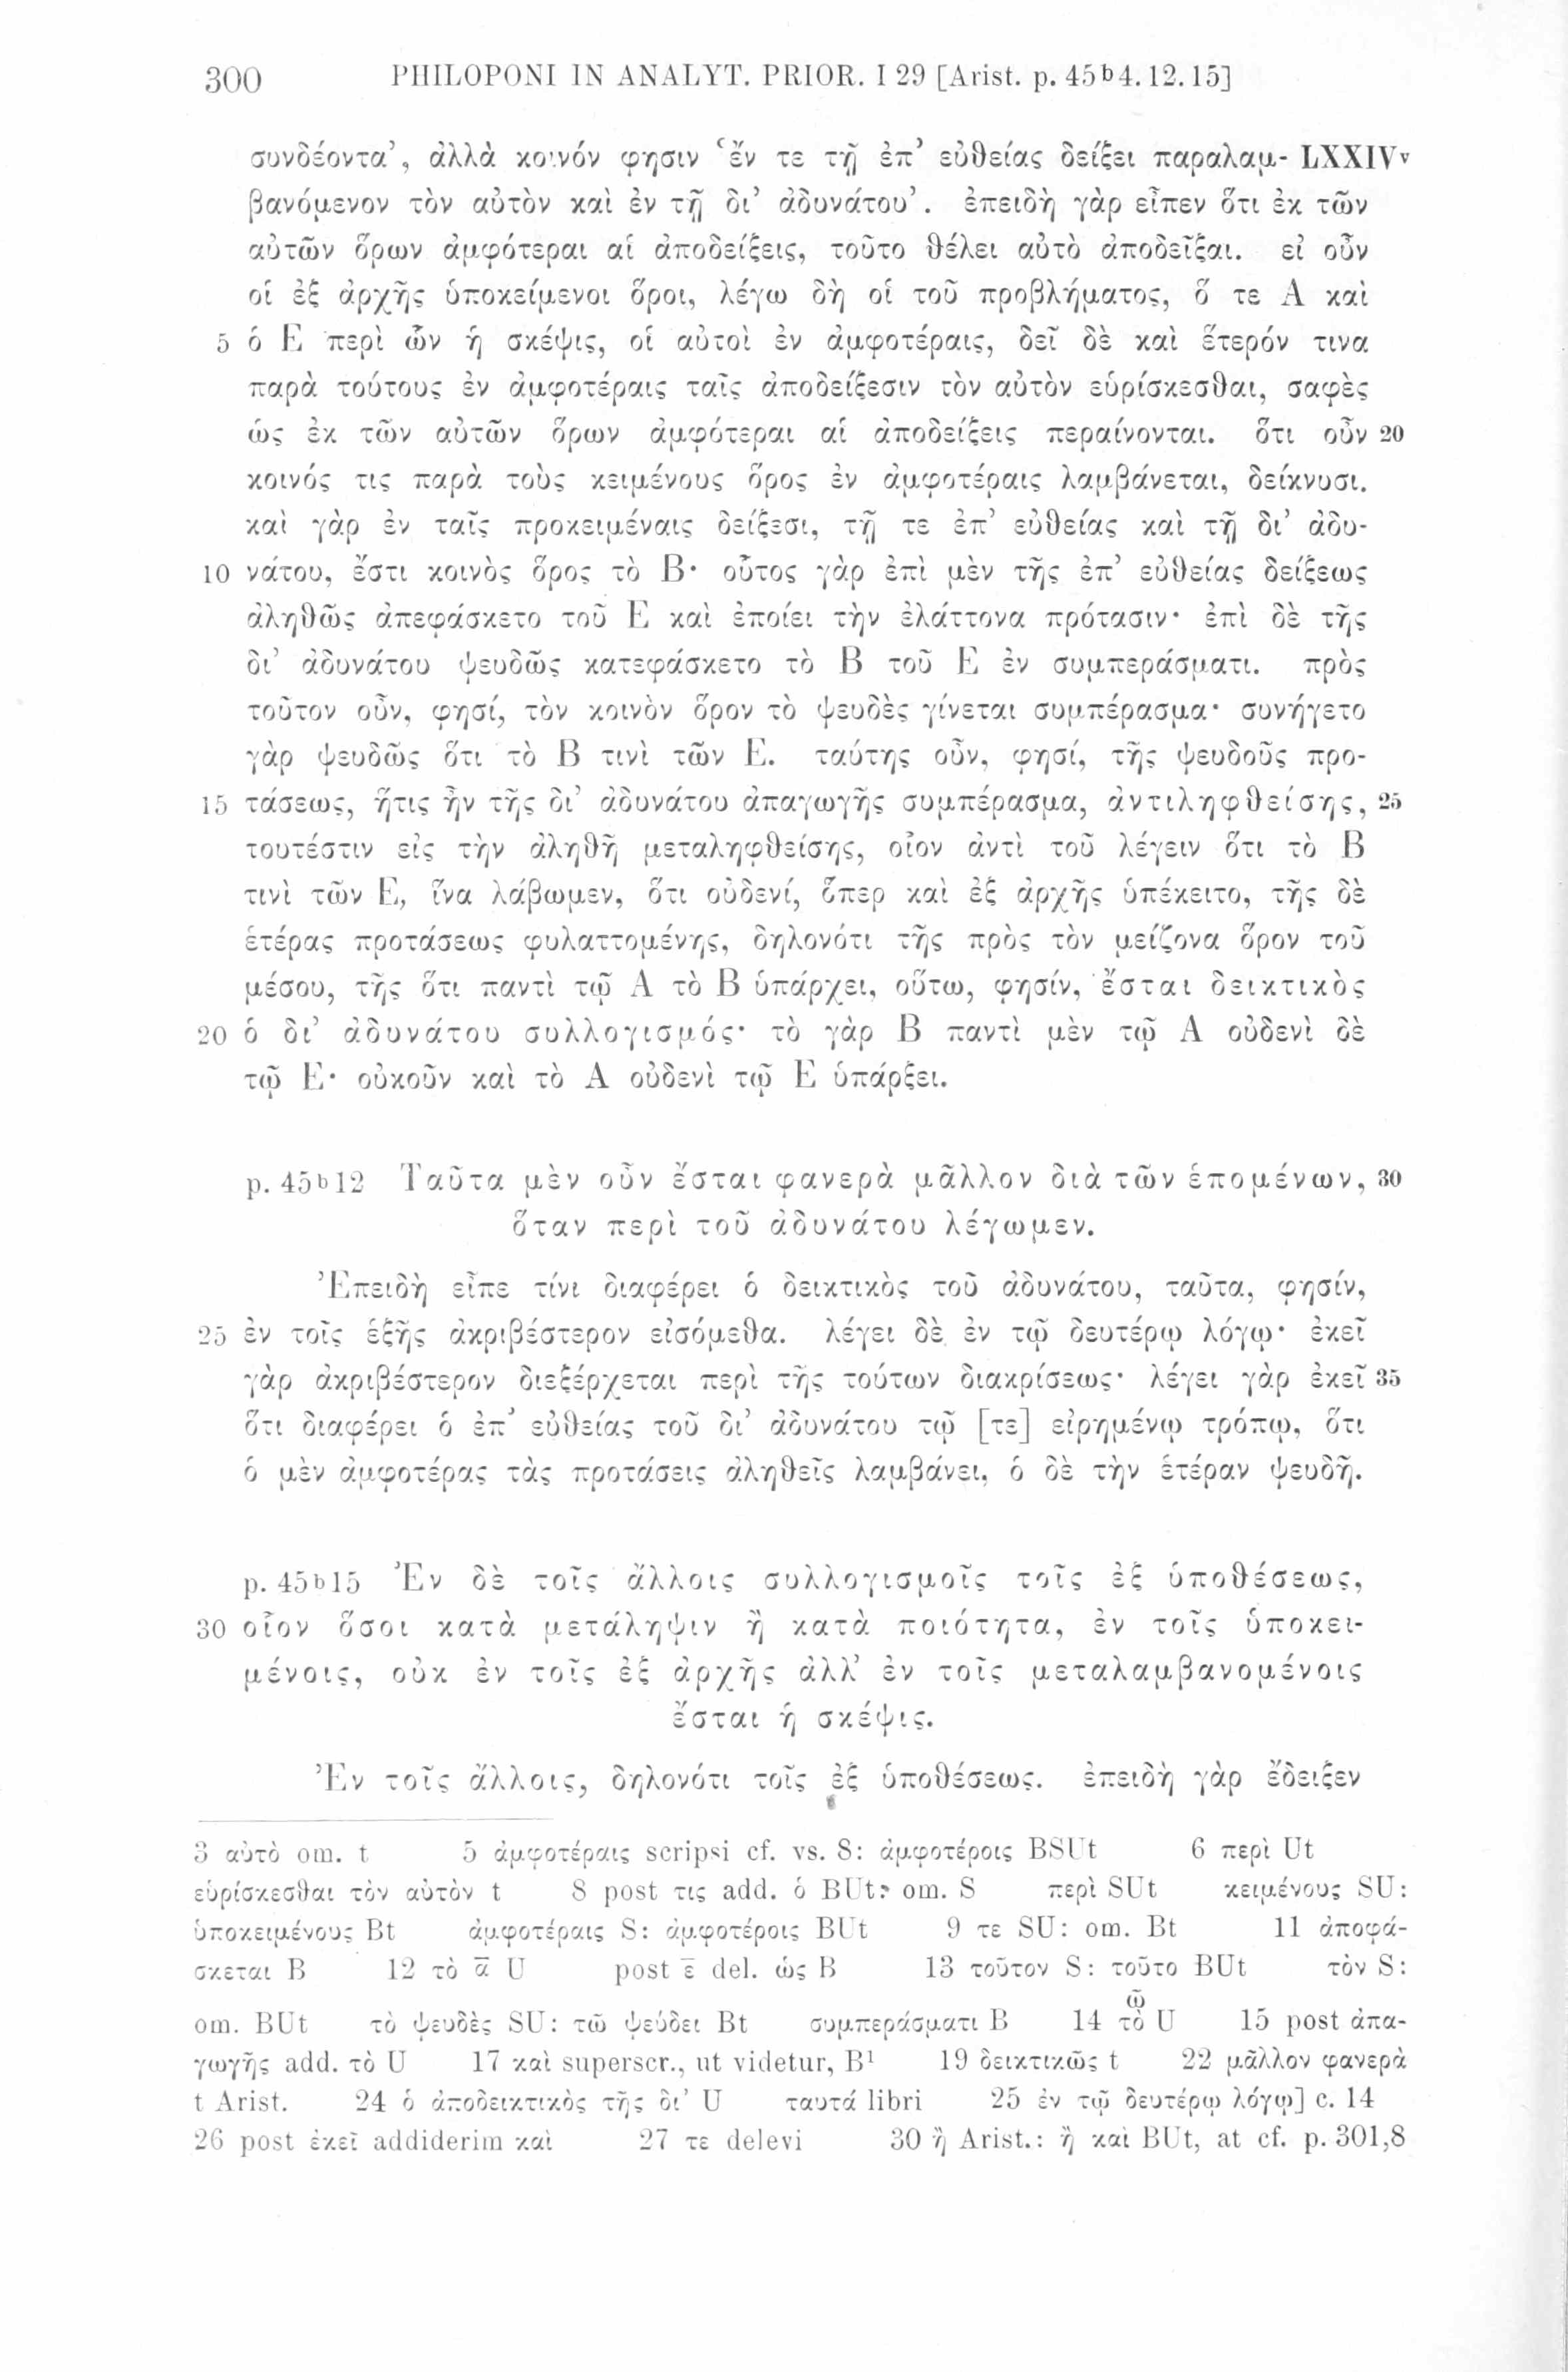 300 PHILOPONI IN ANALYT. PRIOR. I 29 [Arist. p. 45b4. 12. 15]
συνδέοντα’, ἀλλὰ κοινόν φησιν ‘ἔν τε τῇ ἐπ’ εὐθείας δείξει παραλαμ- LXXIVv
βανόμενον τὸν αὐτὸν καὶ ἐν τῇ δι’ ἀδυνάτου’. ἐπειδὴ γὰρ εἶπεν ὅτι ἐκ τῶν
αὐτῶν ὅρων ἀμφότεραι αἱ ἀποδείξεις, τοῦτο θέλει αὐτὸ ἀποδεῖξαι. εἰ οὖν
οἱ ἐξ ἀρχῆς ὑποκείμενοι ὅροι, λέγω δὴ οἱ τοῦ προβλήματος, ὅ τε Α καὶ
5 ὁ Ε περὶ ὧν ἡ σκέψις, οἱ αὐτοὶ ἐν ἀμφοτέραις, δεῖ δὲ καὶ ἕτερόν τινα
παρὰ τούτους ἐν ἀμφοτέραις ταῖς ἀποδείξεσιν τὸν αὐτὸν εὑρίσκεσθαι, σαφὲς
ὡς ἐκ τῶν αὐτῶν ὅρων ἀμφότεραι αἱ ἀποδείξεις περαίνονται. ὅτι οὖν 20
κοινός τις παρὰ τοὺς κειμένους ὅρος ἐν ἀμφοτέραις λαμβάνεται, δείκνυσι.
καὶ γὰρ ἐν ταῖς προκειμέναις δείξεσι, τῇ τε ἐπ’ εὐθείας καὶ τῇ δι’ ἀδυ-
10 νάτου, ἔστι κοινὸς ὅρος τὸ Β· οὗτος γὰρ ἐπὶ μὲν τῆς ἐπ’ εὐθείας δείξεως
ἀληθῶς ἀπεφάσκετο τοῦ Ε καὶ ἐποίει τὴν ἐλάττονα πρότασιν· ἐπὶ δὲ τῆς
δι’ ἀδυνάτου ψευδῶς κατεφάσκετο τὸ Β τοῦ Ε ἐν συμπεράσματι. πρὸς
τοῦτον οὖν, φησί, τὸν κοινὸν ὅρον τὸ ψευδὲς γίνεται συμπέρασμα· συνήγετο
γὰρ ψευδῶς ὅτι τὸ Β τινὶ τῶν Ε. ταύτης οὖν, φησί, τῆς ψευδοῦς προ-
15 τάσεως, ἥτις ἦν τῆς δι’ ἀδυνάτου ἀπαγωγῆς συμπέρασμα, ἀντιληφθείσης, 25
τουτέστιν εἰς τὴν ἀληθῆ μεταληφθείσης, οἷον ἀντὶ τοῦ λέγειν ὅτι τὸ Β
τινὶ τῶν Ε, ἵνα λάβωμεν, ὅτι οὐδενί, ὅπερ καὶ ἐξ ἀρχῆς ὑπέκειτο, τῆς δὲ
ἑτέρας προτάσεως φυλαττομένης, δηλονότι τῆς πρὸς τὸν μείζονα ὅρον τοῦ
μέσου, τῆς ὅτι παντὶ τῷ Α τὸ Β ὑπάρχει, οὕτω, φησίν, ἔσται δεικτικὸς
20 ὁ δι’ ἀδυνάτου συλλογισμός· τὸ γὰρ Β παντὶ μὲν τῷ Α οὐδενὶ δὲ
τῷ Ε· οὐκοῦν καὶ τὸ Α οὐδενὶ τῷ Ε ὑπάρξει.
p. 45b12 Ταῦτα μὲν οὖν ἔσται φανερὰ μᾶλλον διὰ τῶν ἑπομένων, 30
ὅταν περὶ τοῦ ἀδυνάτου λέγωμεν.
Ἐπειδὴ εἶπε τίνι διαφέρει ὁ δεικτικὸς τοῦ ἀδυνάτου, ταῦτα, φησίν,
25 ἐν τοῖς ἑξῆς ἀκριβέστερον εἰσόμεθα. λέγει δὲ ἐν τῷ δευτέρῳ λόγῳ· ἐκεῖ
γὰρ ἀκριβέστερον διεξέρχεται περὶ τῆς τούτων διακρίσεως· λέγει γὰρ ἐκεῖ 35
ὅτι διαφέρει ὁ ἐπ’ εὐθείας τοῦ δι’ ἀδυνάτου τῷ [τε] εἰρημένῳ τρόπῳ, ὅτι
ὁ μὲν ἀμφοτέρας τὰς προτάσεις ἀληθεῖς λαμβάνει, ὁ δὲ τὴν ἑτέραν ψευδῆ.
p. 45b15 Ἐν δὲ τοῖς ἄλλοις συλλογισμοῖς τοῖς ἐξ ὑποθέσεως,
30 οἷον ὅσοι κατὰ μετάληψιν ἢ κατὰ ποιότητα, ἐν τοῖς ὑποκει-
μένοις, οὐκ ἐν τοῖς ἐξ ἀρχῆς ἀλλ’ ἐν τοῖς μεταλαμβανομένοις
ἔσται ἡ σκέψις.
Ἐν τοῖς ἄλλοις, δηλονότι τοῖς ἐξ ὑποθέσεως. ἐπειδὴ γὰρ ἔδειξεν
3 αὐτὸ om. t 5 ἀμφοτέραις scripsi cf. vs. 8: ἀμφοτέροις BSUt 6 περὶ Ut
εὑρίσκεσθαι τὸν αὐτὸν t 8 post τις add. ὁ BUt: om. S περὶ SUt κειμένους SU:
ὑποκειμένους Bt ἀμφοτέραις S: ἀμφοτέροις BUt 9 τε SU: om. Bt 11 ἀποφά-
σκεται B 12 τὸ ᾱ U post ε̄ del. ὡς B 13 τοῦτον S: τοῦτο BUt τὸν S:
om. BUt τὸ ψευδὲς SU: τῶ ψεύδει Bt συμπεράσματι B 14 τὸ ῶ U 15 post ἀπα-
γωγῆς add. τὸ U 17 καὶ superscr., ut videtur, B1 19 δεικτικῶς t 22 μᾶλλον φανερὰ
t Arist. 24 ὁ ἀποδεικτικὸς τῆς δι’ U ταυτά libri 25 ἐν τῷ δευτέρῳ λόγῳ] c. 14
26 post ἐκεῖ addiderim καὶ 27 τε delevi 30 ἢ Arist.: ἢ καὶ BUt, at cf. p. 301,8